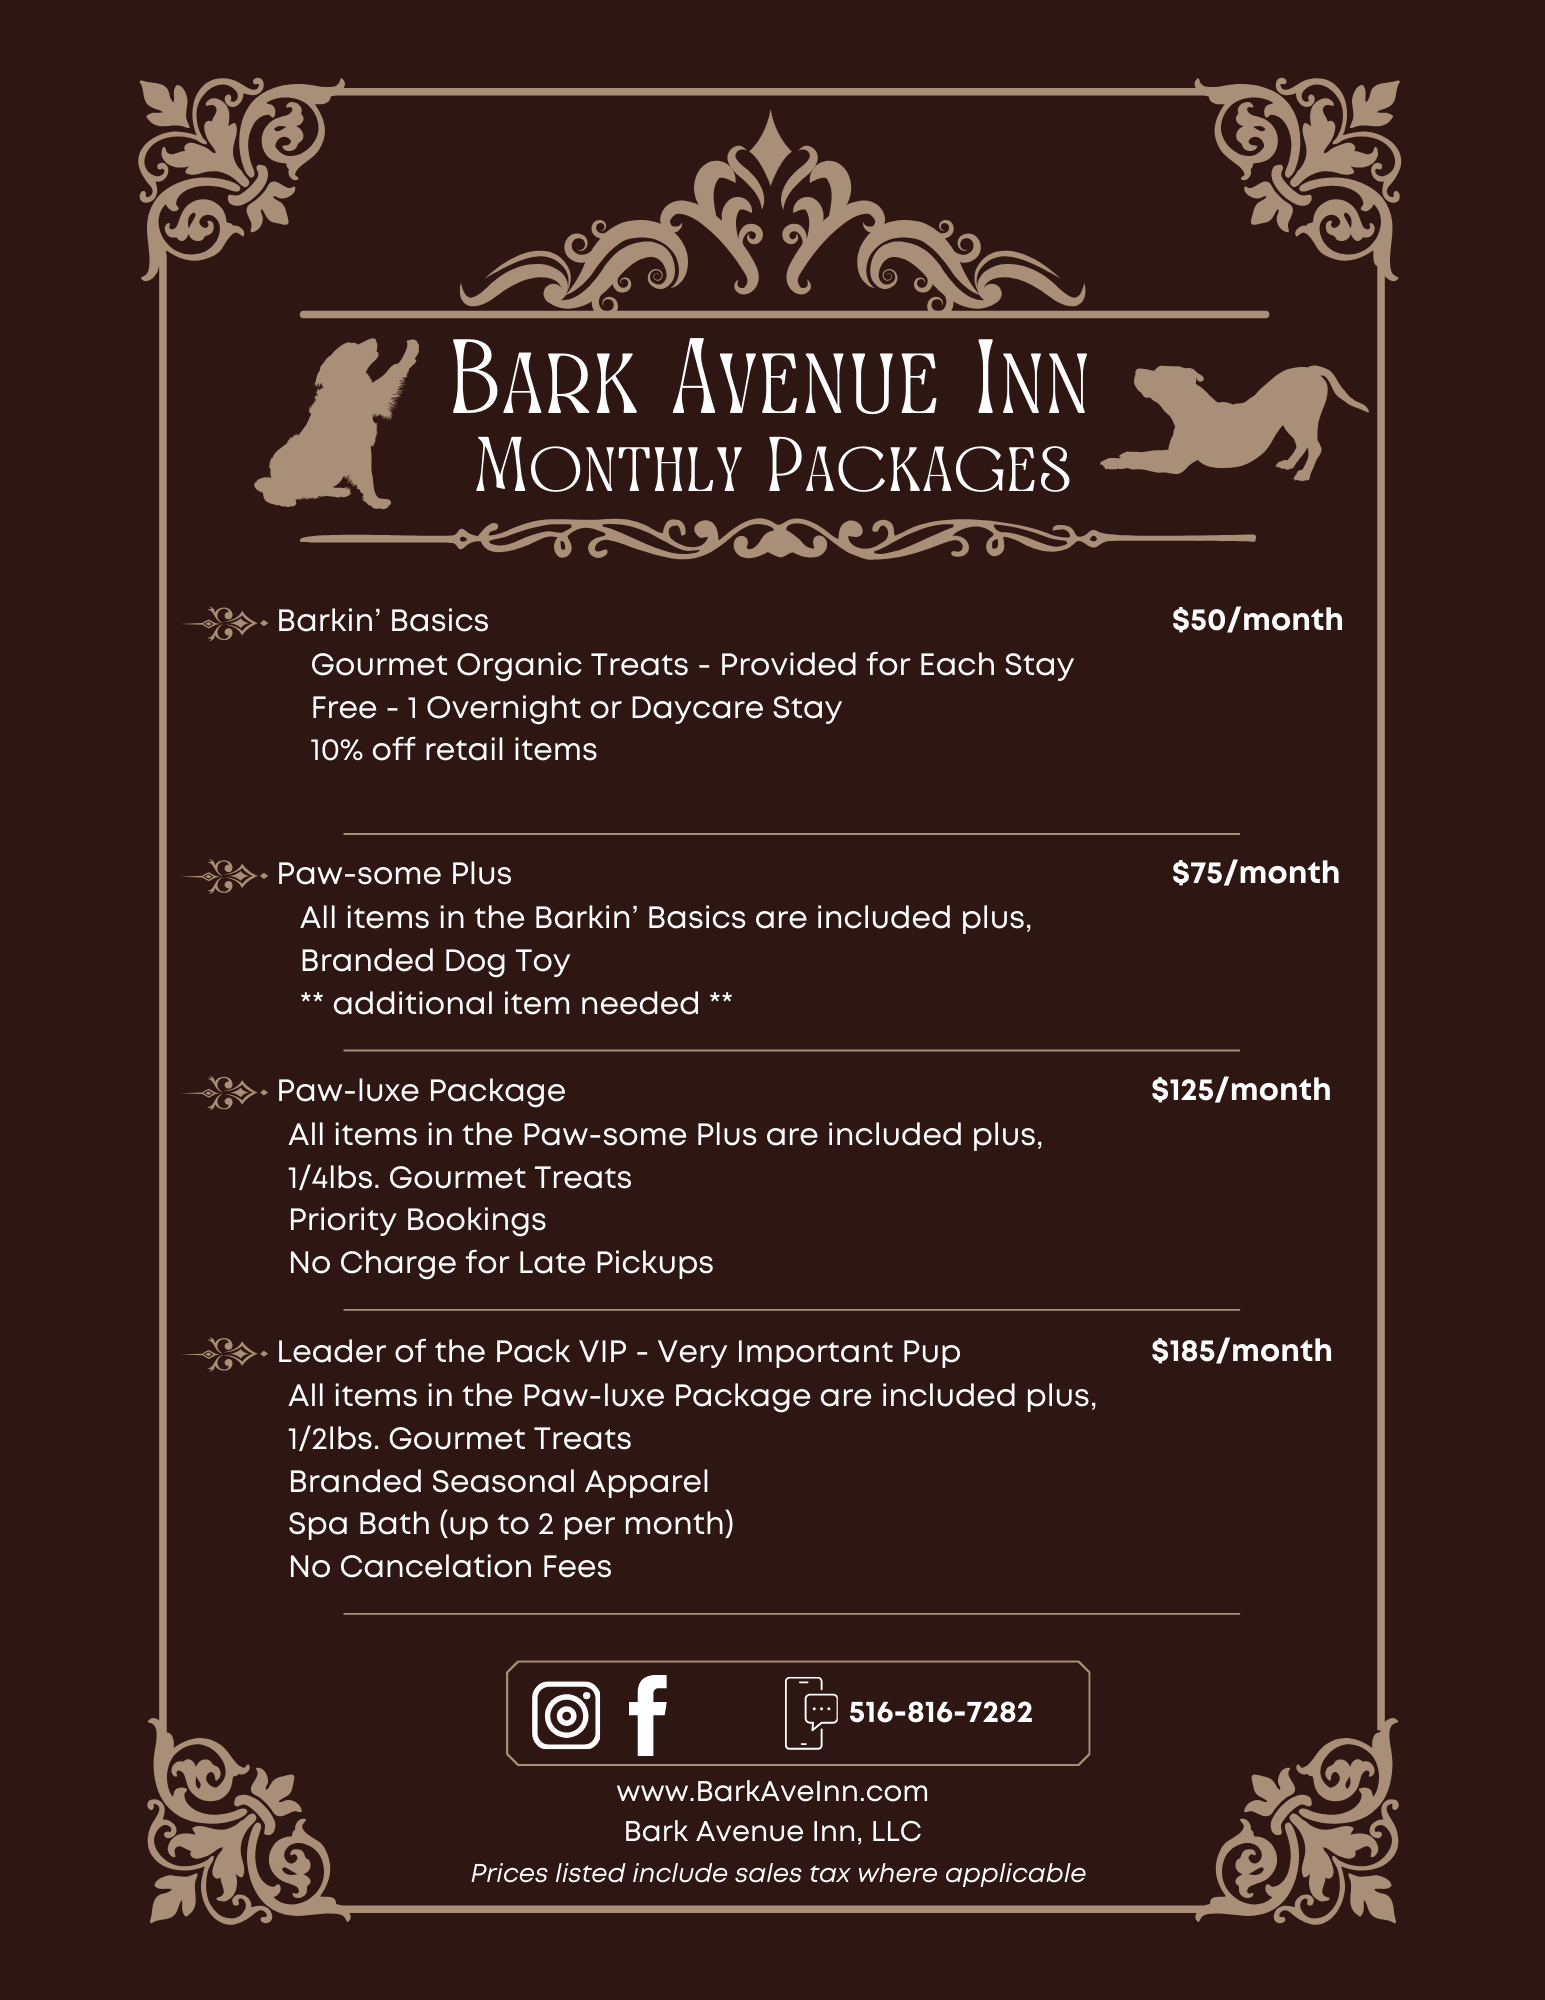 Bark Avenue Inn
Monthly Packages
Barkin’ Basics $50/month
Gourmet Organic Treats - Provided for Each Stay
Free - 1 Overnight or Daycare Stay
10% off retail items
Paw-some Plus $75/month
All items in the Barkin’ Basics are included plus,
Branded Dog Toy
** additional item needed **
Paw-luxe Package $125/month
All items in the Paw-some Plus are included plus,
1/4lbs. Gourmet Treats
Priority Bookings
No Charge for Late Pickups
Leader of the Pack VIP - Very Important Pup $185/month
All items in the Paw-luxe Package are included plus,
1/2lbs. Gourmet Treats
Branded Seasonal Apparel
Spa Bath (up to 2 per month)
No Cancelation Fees
516-816-7282
www.BarkAveInn.com
Bark Avenue Inn, LLC
Prices listed include sales tax where applicable